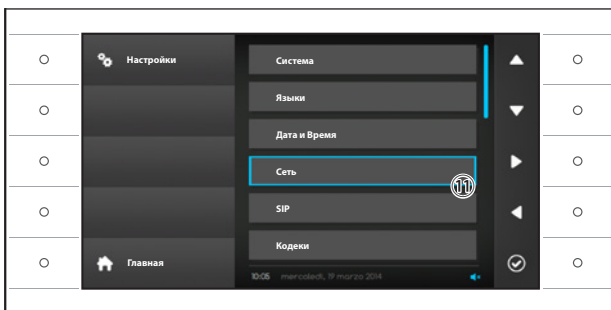 Настройки
Главная
Система
Языки
Дата и Время
Сеть
11
SIP
Кодеки
10:05 mercoledì, 19 marzo 2014